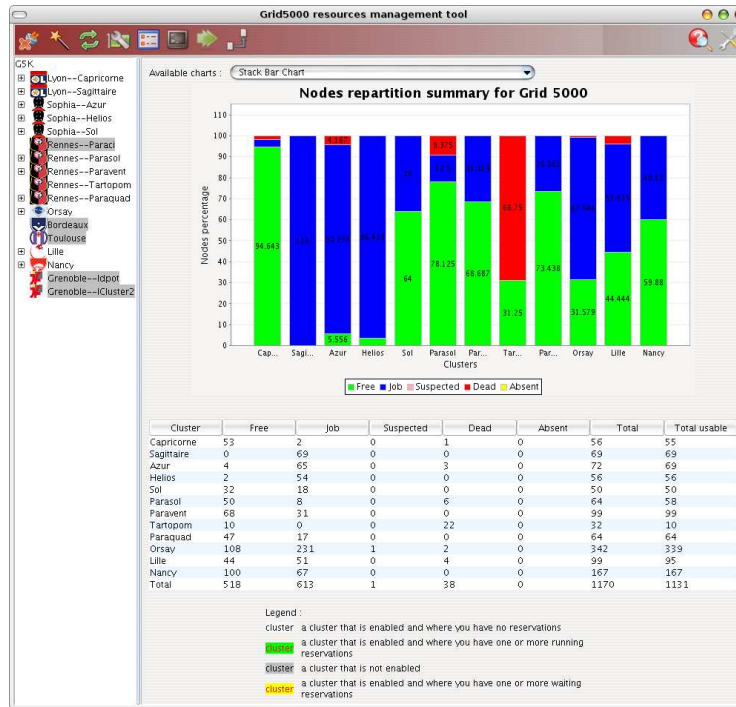 Grid5000 resources management tool
G5K
Lyon--Capricorne
Lyon--Sagittaire
Sophia--Azur
Sophia--Helios
Sophia--Sol
Rennes--Paraci
Rennes--Parasol
Rennes--Paravent
Rennes--Tartopom
Rennes--Paraquad
Orsay
Bordeaux
Toulouse
Lille
Nancy
Grenoble--Idpot
Grenoble--ICluster2
Available charts : Stack Bar Chart
Nodes repartition summary for Grid 5000
Nodes percentage
110
100
90
80
70
60
50
40
30
20
10
0
94.643
5.556
4.167
64
78.125
9.375
68.687
31.25
68.75
73.438
31.579
44.444
59.88
Cap... Sagi... Azur Helios Sol Parasol Par... Tar... Par... Orsay Lille Nancy
Clusters
Free Job Suspected Dead Absent
Cluster Free Job Suspected Dead Absent Total Total usable
Capricorne 53 2 0 1 0 56 55
Sagittaire 0 69 0 0 0 69 69
Azur 4 65 0 3 0 72 69
Helios 2 54 0 0 0 56 56
Sol 32 18 0 0 0 50 50
Parasol 50 8 0 6 0 64 58
Paravent 68 31 0 0 0 99 99
Tartopom 10 0 0 22 0 32 10
Paraquad 47 17 0 0 0 64 64
Orsay 108 231 1 2 0 342 339
Lille 44 51 0 4 0 99 95
Nancy 100 67 0 0 0 167 167
Total 518 613 1 38 0 1170 1131
Legend :
cluster a cluster that is enabled and where you have no reservations
cluster a cluster that is enabled and where you have one or more running
reservations
cluster a cluster that is not enabled
cluster a cluster that is enabled and where you have one or more waiting
reservations